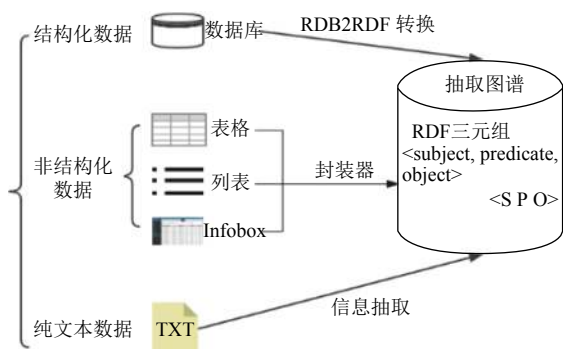 结构化数据
数据库
RDB2RDF 转换
抽取图谱
RDF三元组
<subject, predicate,
object>
<S P O>
非结构化
数据
表格
列表
Infobox
封装器
纯文本数据
TXT
信息抽取